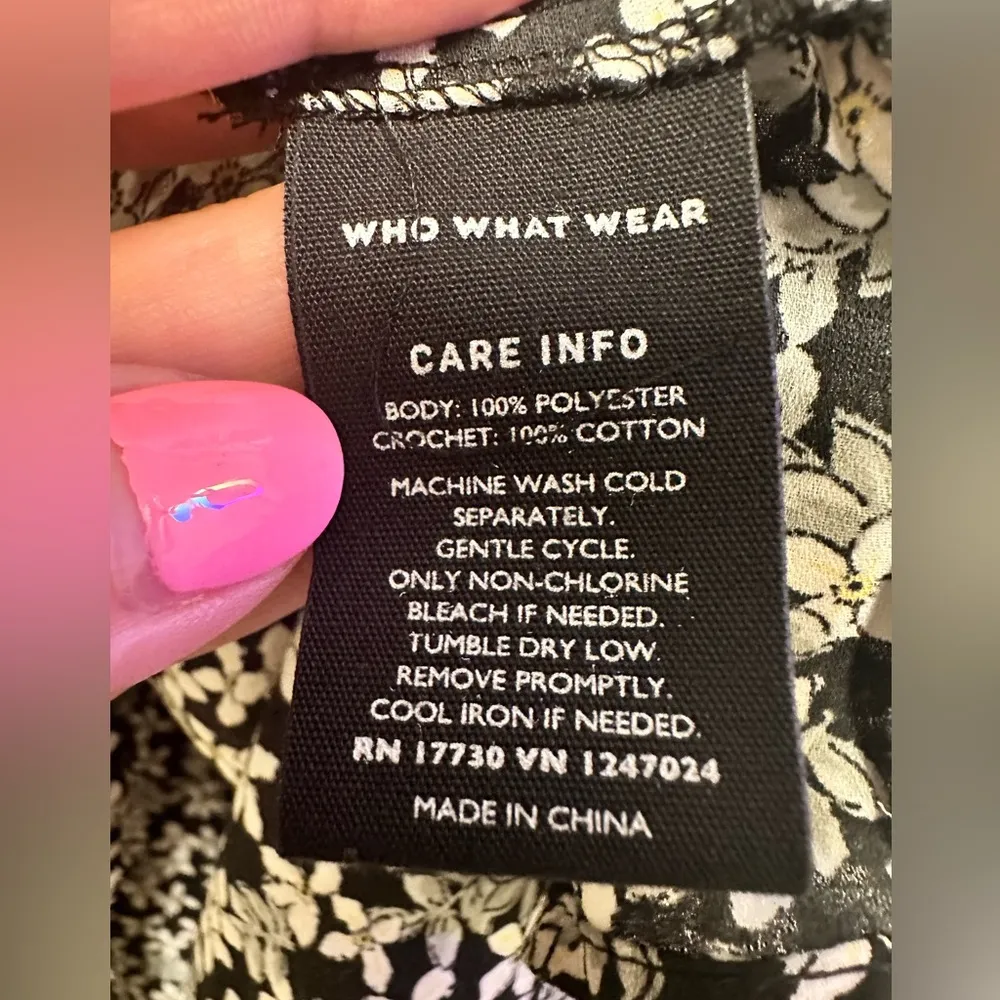 WHO WHAT WEAR
CARE INFO
BODY: 100% POLYESTER
CROCHET: 100% COTTON
MACHINE WASH COLD
SEPARATELY.
GENTLE CYCLE.
ONLY NON-CHLORINE
BLEACH IF NEEDED.
TUMBLE DRY LOW.
REMOVE PROMPTLY.
COOL IRON IF NEEDED.
RN 17730 VN 1247024
MADE IN CHINA